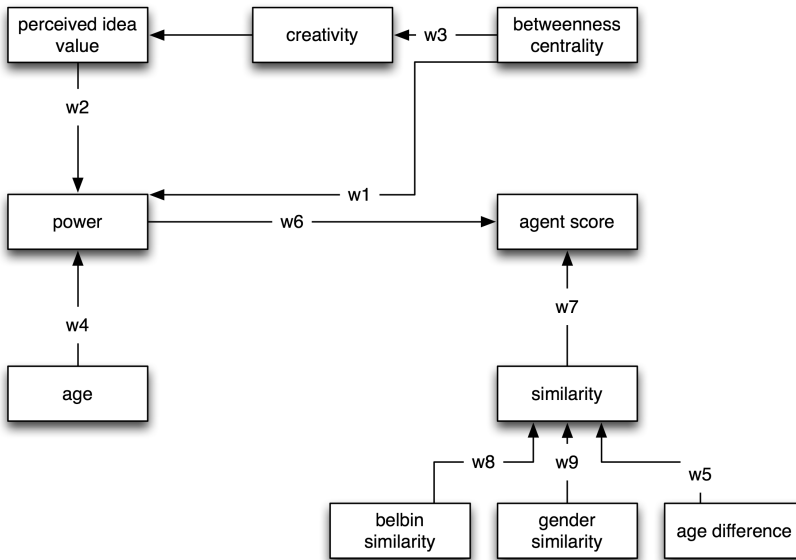 perceived idea
value
creativity
w3
betweenness
centrality
w2
w1
power
w6
agent score
w4
w7
age
similarity
w8
w9
w5
belbin
similarity
gender
similarity
age difference